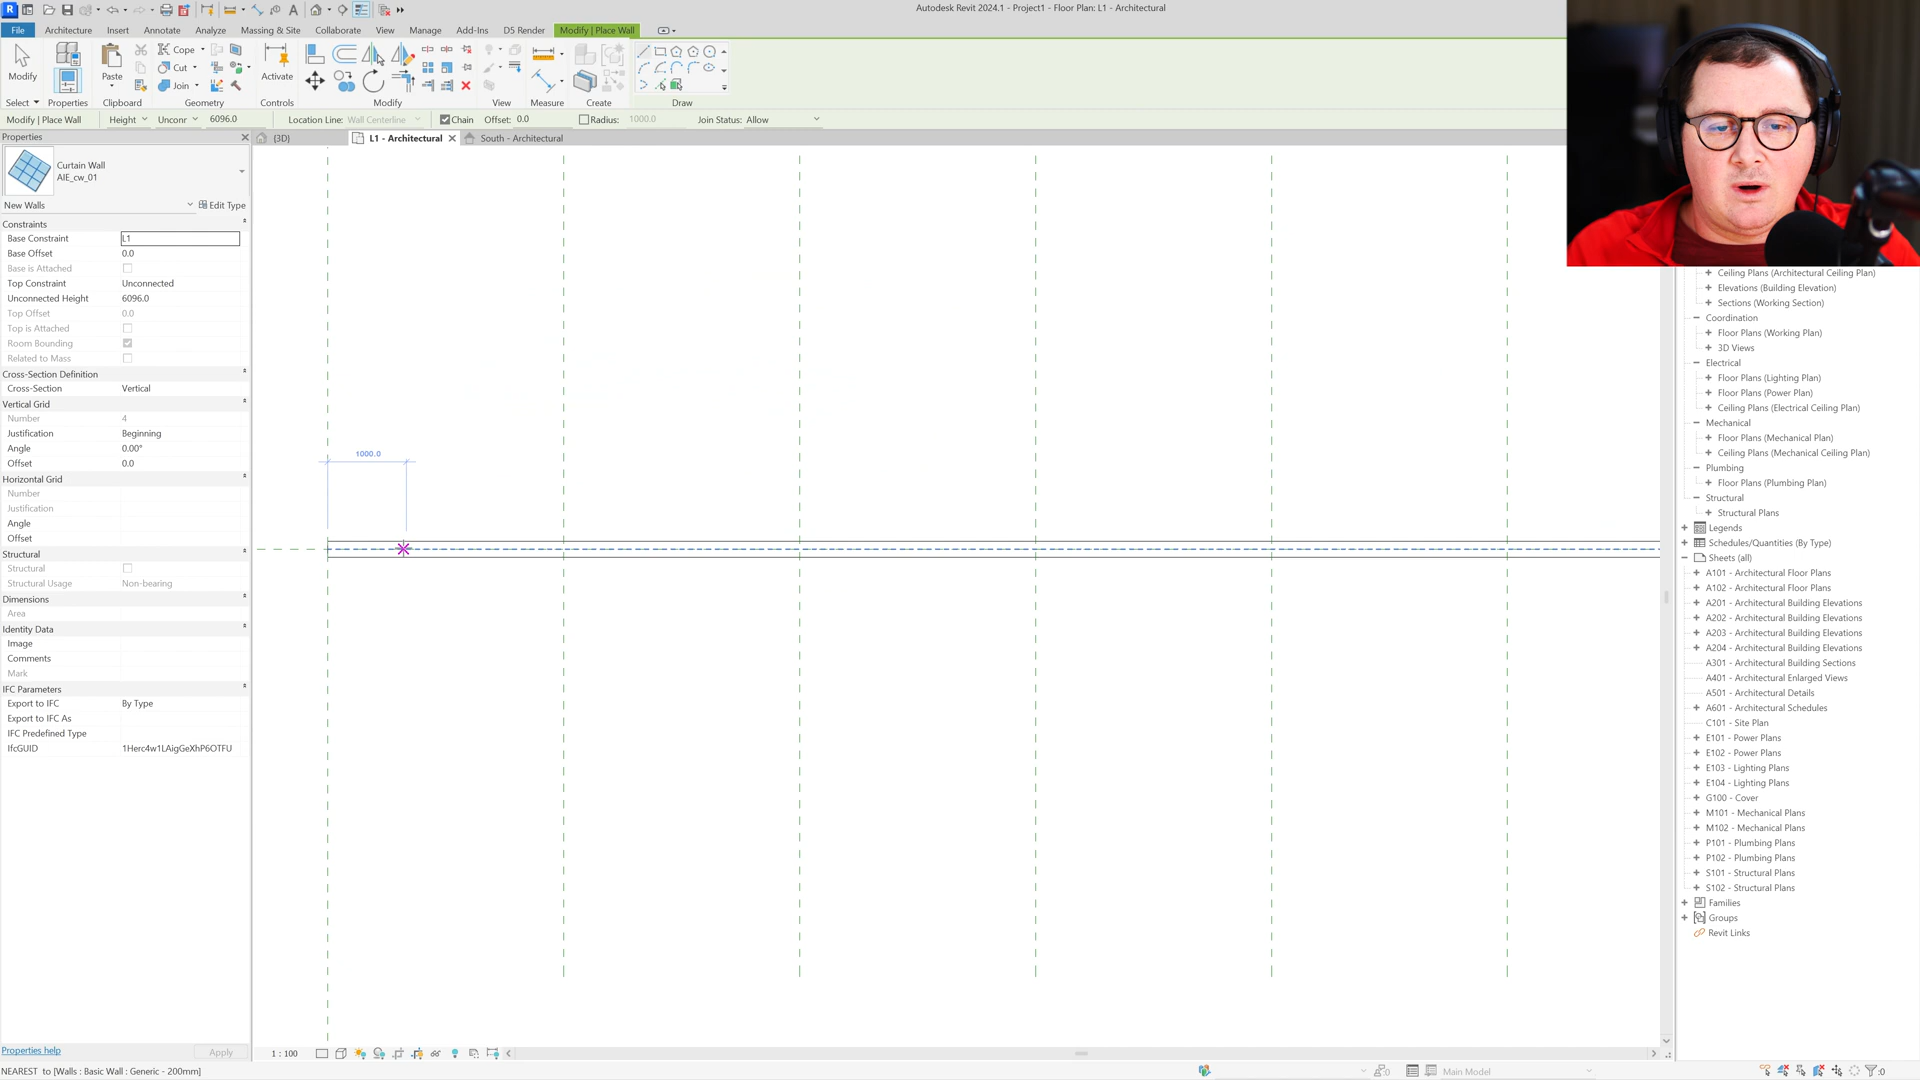 Autodesk Revit 2024.1 - Project1 - Floor Plan: L1 - Architectural
File Architecture Insert Annotate Analyze Massing & Site Collaborate View Manage Add-Ins D5 Render Modify | Place Wall
Cope
Modify Paste Cut Activate
Join
Select Properties Clipboard Geometry Controls Modify View Measure Create Draw
Modify | Place Wall Height Unconr 6096.0 Location Line: Wall Centerline Chain Offset: 0.0 Radius: 1000.0 Join Status: Allow
Properties {3D} L1 - Architectural South - Architectural
Curtain Wall
AIE_cw_01
New Walls Edit Type
Constraints
Base Constraint L1
Base Offset 0.0
Base is Attached
Top Constraint Unconnected
Unconnected Height 6096.0
Top Offset 0.0
Top is Attached
Room Bounding
Related to Mass
Cross-Section Definition
Cross-Section Vertical
Vertical Grid
Number 4
Justification Beginning
Angle 0.00°
Offset 0.0
Horizontal Grid
Number
Justification
Angle
Offset
Structural
Structural
Structural Usage Non-bearing
Dimensions
Area
Identity Data
Image
Comments
Mark
IFC Parameters
Export to IFC By Type
Export to IFC As
IFC Predefined Type
IfcGUID 1Herc4w1LAigGeXhP6OTFU
Properties help Apply
1000.0
Ceiling Plans (Architectural Ceiling Plan)
Elevations (Building Elevation)
Sections (Working Section)
Coordination
Floor Plans (Working Plan)
3D Views
Electrical
Floor Plans (Lighting Plan)
Floor Plans (Power Plan)
Ceiling Plans (Electrical Ceiling Plan)
Mechanical
Floor Plans (Mechanical Plan)
Ceiling Plans (Mechanical Ceiling Plan)
Plumbing
Floor Plans (Plumbing Plan)
Structural
Structural Plans
Legends
Schedules/Quantities (By Type)
Sheets (all)
A101 - Architectural Floor Plans
A102 - Architectural Floor Plans
A201 - Architectural Building Elevations
A202 - Architectural Building Elevations
A203 - Architectural Building Elevations
A204 - Architectural Building Elevations
A301 - Architectural Building Sections
A401 - Architectural Enlarged Views
A501 - Architectural Details
A601 - Architectural Schedules
C101 - Site Plan
E101 - Power Plans
E102 - Power Plans
E103 - Lighting Plans
E104 - Lighting Plans
G100 - Cover
M101 - Mechanical Plans
M102 - Mechanical Plans
P101 - Plumbing Plans
P102 - Plumbing Plans
S101 - Structural Plans
S102 - Structural Plans
Families
Groups
Revit Links
1 : 100
NEAREST to [Walls : Basic Wall : Generic - 200mm] :0 Main Model :0